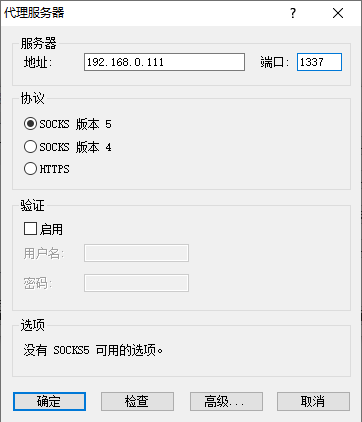 代理服务器
服务器
地址: 192.168.0.111 端口: 1337
协议
SOCKS 版本 5
SOCKS 版本 4
HTTPS
验证
启用
用户名:
密码:
选项
没有 SOCKS5 可用的选项。
确定 检查 高级... 取消